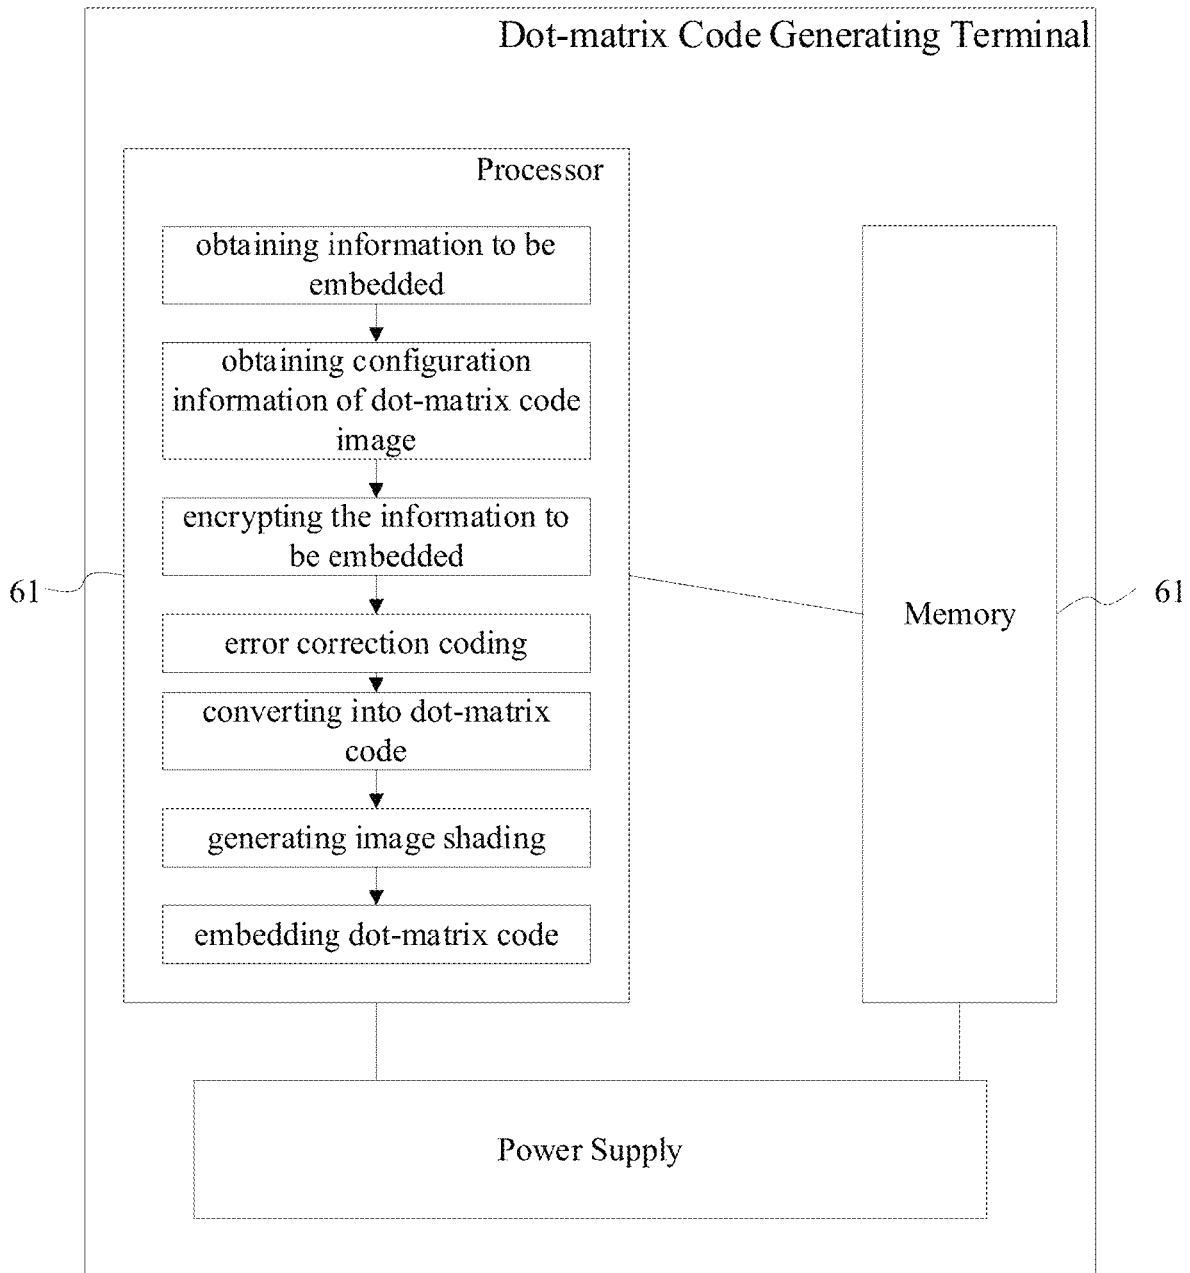 Dot-matrix Code Generating Terminal
Processor
obtaining information to be
embedded
obtaining configuration
information of dot-matrix code
image
encrypting the information to
be embedded
61
error correction coding
Memory
61
converting into dot-matrix
code
generating image shading
embedding dot-matrix code
Power Supply